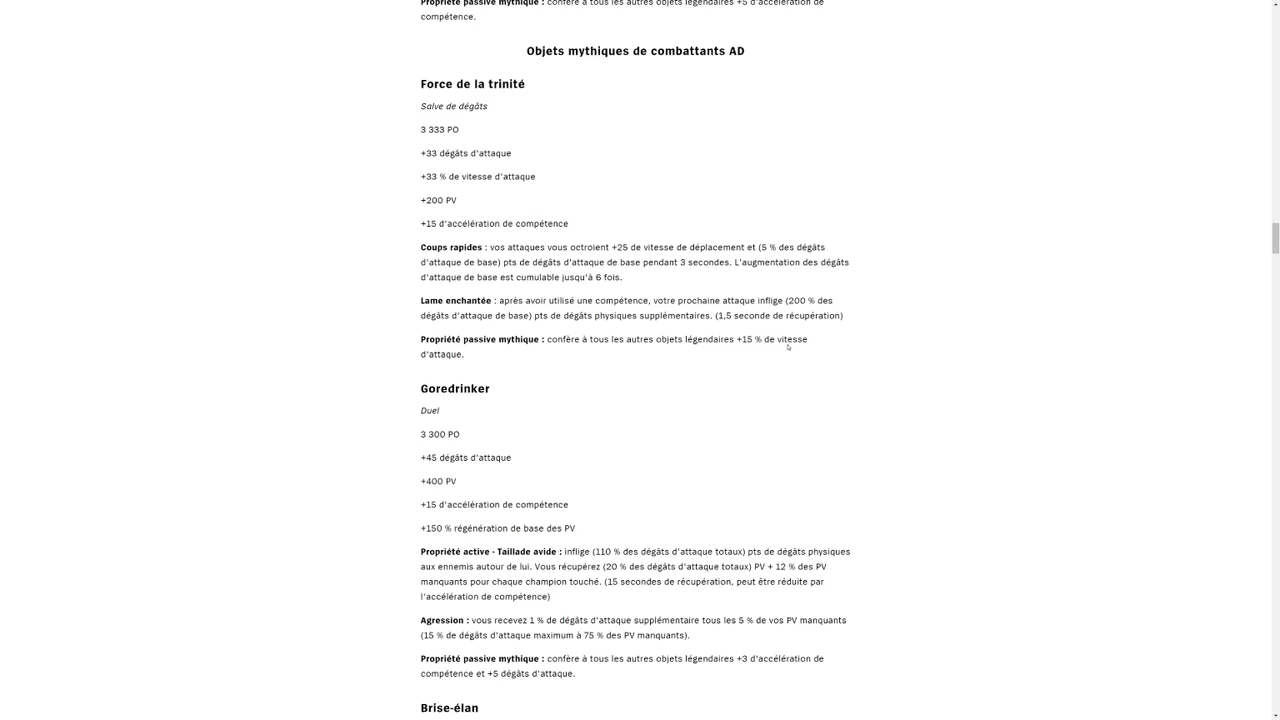 Propriété passive mythique : confère à tous les autres objets légendaires +5 d'accélération de
compétence.
Objets mythiques de combattants AD
Force de la trinité
Salve de dégâts
3 333 PO
+33 dégâts d'attaque
+33 % de vitesse d'attaque
+200 PV
+15 d'accélération de compétence
Coups rapides : vos attaques vous octroient +25 de vitesse de déplacement et (5 % des dégâts
d'attaque de base) pts de dégâts d'attaque de base pendant 3 secondes. L'augmentation des dégâts
d'attaque de base est cumulable jusqu'à 6 fois.
Lame enchantée : après avoir utilisé une compétence, votre prochaine attaque inflige (200 % des
dégâts d'attaque de base) pts de dégâts physiques supplémentaires. (1,5 seconde de récupération)
Propriété passive mythique : confère à tous les autres objets légendaires +15 % de vitesse
d'attaque.
Goredrinker
Duel
3 300 PO
+45 dégâts d'attaque
+400 PV
+15 d'accélération de compétence
+150 % régénération de base des PV
Propriété active - Taillade avide : inflige (110 % des dégâts d'attaque totaux) pts de dégâts physiques
aux ennemis autour de lui. Vous récupérez (20 % des dégâts d'attaque totaux) PV + 12 % des PV
manquants pour chaque champion touché. (15 secondes de récupération, peut être réduite par
l'accélération de compétence)
Agression : vous recevez 1 % de dégâts d'attaque supplémentaire tous les 5 % de vos PV manquants
(15 % de dégâts d'attaque maximum à 75 % des PV manquants).
Propriété passive mythique : confère à tous les autres objets légendaires +3 d'accélération de
compétence et +5 dégâts d'attaque.
Brise-élan